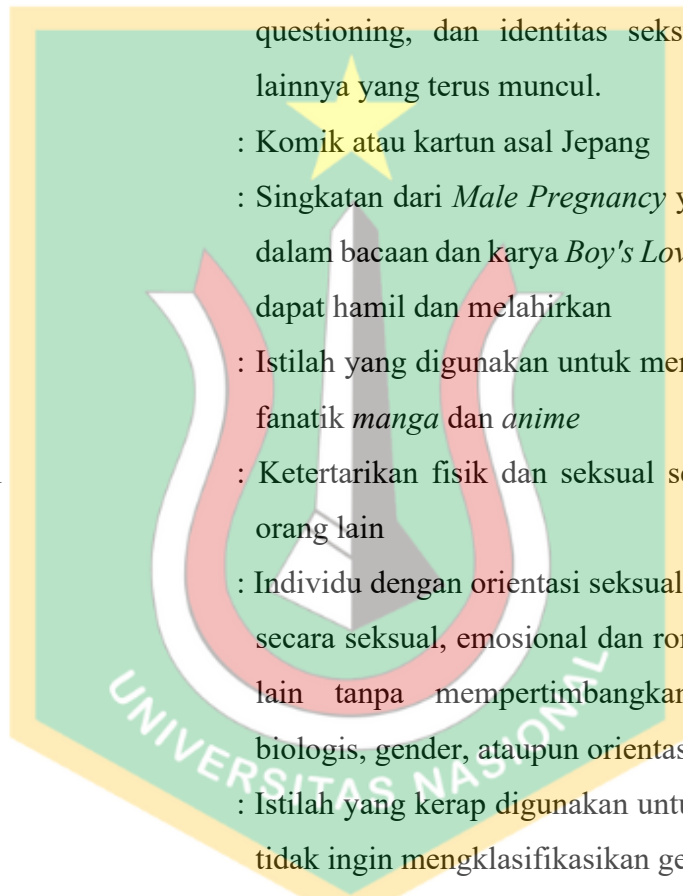 questioning, dan identitas seks
lainnya yang terus muncul.
: Komik atau kartun asal Jepang
: Singkatan dari Male Pregnancy y
dalam bacaan dan karya Boy's Lov
dapat hamil dan melahirkan
: Istilah yang digunakan untuk me
fanatik manga dan anime
: Ketertarikan fisik dan seksual se
orang lain
: Individu dengan orientasi seksual
secara seksual, emosional dan ro
lain tanpa mempertimbangkan
biologis, gender, ataupun orientas
: Istilah yang kerap digunakan untu
tidak ingin mengklasifikasikan ge
UNIVERSITAS NASIONAL